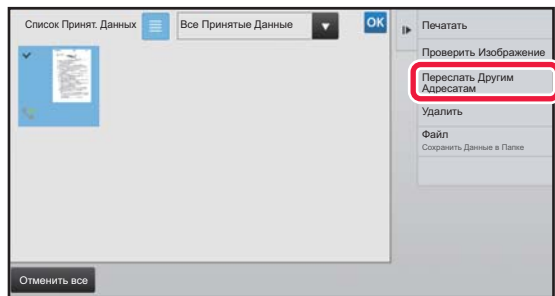 Список Принят. Данных
Все Принятые Данные
OK
Печатать
Проверить Изображение
Переслать Другим
Адресатам
Удалить
Файл
Сохранить Данные в Папке
Отменить все